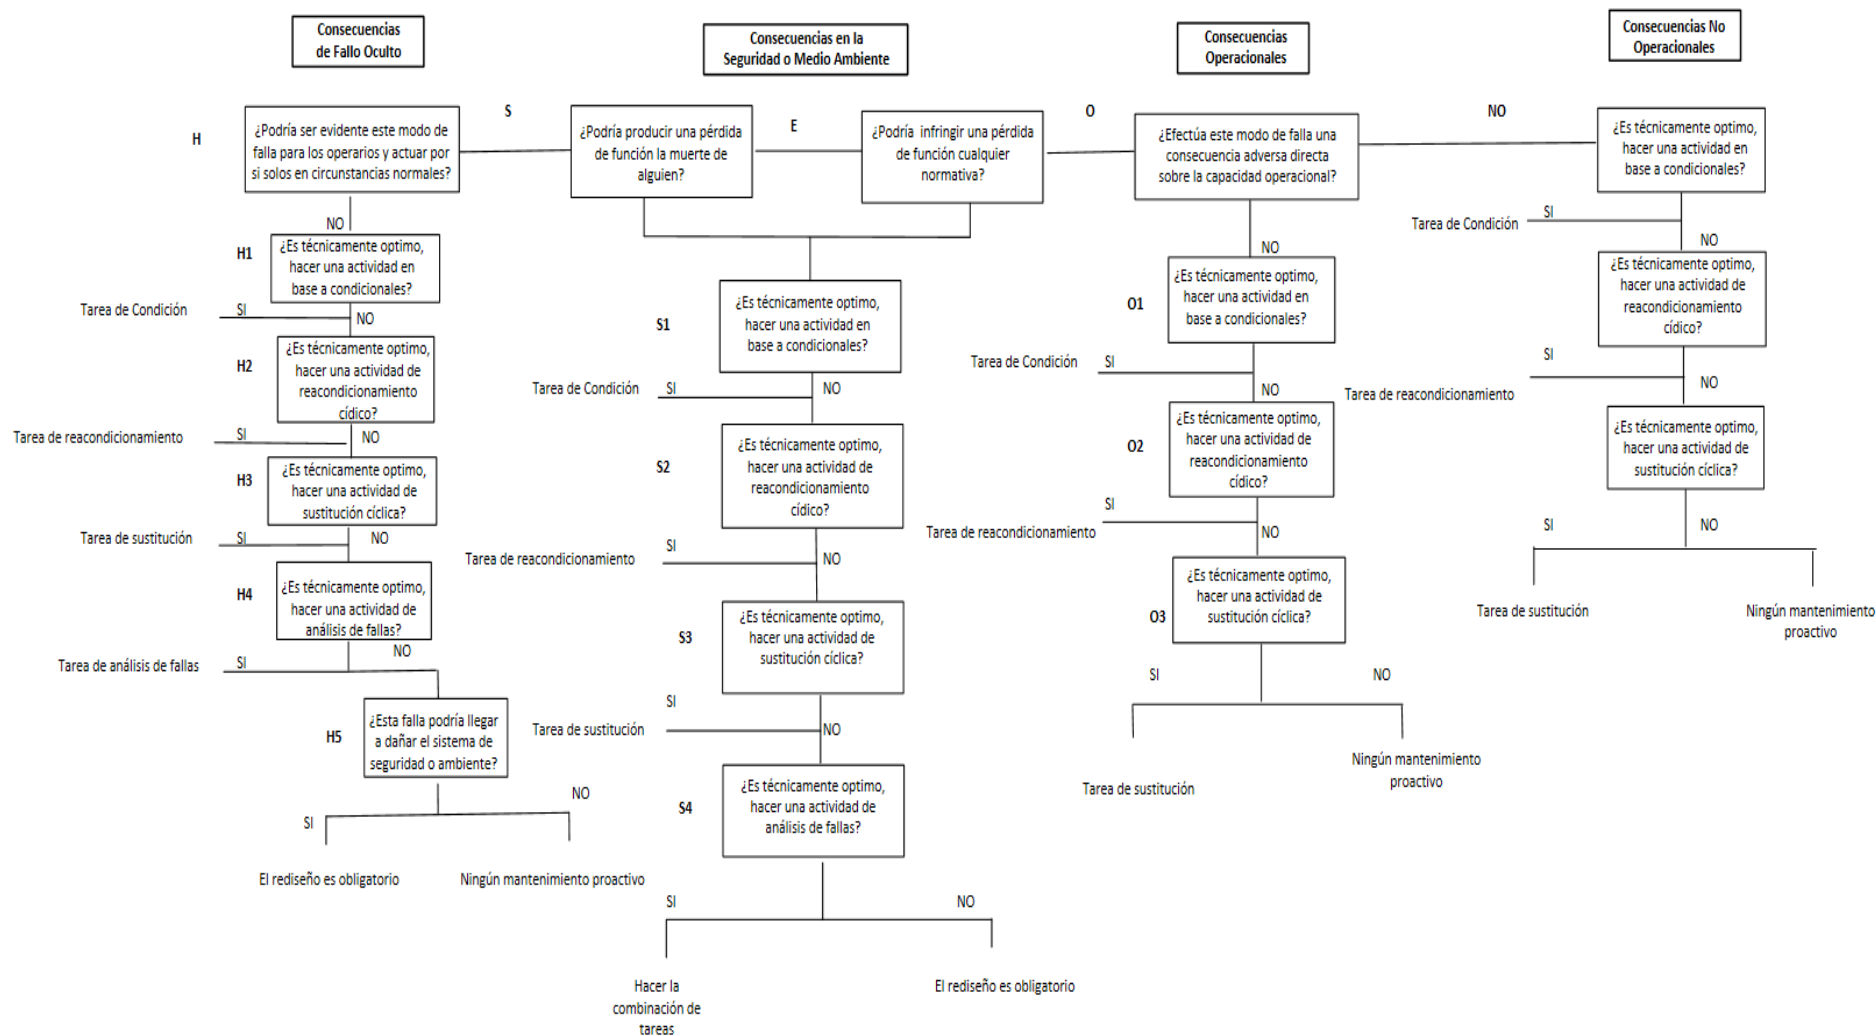 Consecuencias
de Fallo Oculto
Consecuencias en la
Seguridad o Medio Ambiente
Consecuencias
Operacionales
Consecuencias No
Operacionales
H
¿Podría ser evidente este modo de
falla para los operarios y actuar por
si solos en circunstancias normales?
S
¿Podría producir una pérdida
de función la muerte de
alguien?
E
¿Podría infringir una pérdida
de función cualquier
normativa?
O
¿Efectúa este modo de falla una
consecuencia adversa directa
sobre la capacidad operacional?
NO
¿Es técnicamente optimo,
hacer una actividad en
base a condicionales?
NO
H1
¿Es técnicamente optimo,
hacer una actividad en
base a condicionales?
Tarea de Condición
SI
NO
H2
¿Es técnicamente optimo,
hacer una actividad de
reacondicionamiento
cídico?
Tarea de reacondicionamiento
SI
NO
H3
¿Es técnicamente optimo,
hacer una actividad de
sustitución cíclica?
Tarea de sustitución
SI
NO
H4
¿Es técnicamente optimo,
hacer una actividad de
análisis de fallas?
Tarea de análisis de fallas
SI
NO
H5
¿Esta falla podría llegar
a dañar el sistema de
seguridad o ambiente?
SI
NO
El rediseño es obligatorio
Ningún mantenimiento proactivo
S1
¿Es técnicamente optimo,
hacer una actividad en
base a condicionales?
Tarea de Condición
SI
NO
S2
¿Es técnicamente optimo,
hacer una actividad de
reacondicionamiento
cídico?
Tarea de reacondicionamiento
SI
NO
S3
¿Es técnicamente optimo,
hacer una actividad de
sustitución cíclica?
Tarea de sustitución
SI
NO
S4
¿Es técnicamente optimo,
hacer una actividad de
análisis de fallas?
SI
NO
Hacer la
combinación de
tareas
El rediseño es obligatorio
NO
O1
¿Es técnicamente optimo,
hacer una actividad en
base a condicionales?
Tarea de Condición
SI
NO
O2
¿Es técnicamente optimo,
hacer una actividad de
reacondicionamiento
cídico?
Tarea de reacondicionamiento
SI
NO
O3
¿Es técnicamente optimo,
hacer una actividad de
sustitución cíclica?
SI
NO
Tarea de sustitución
Ningún mantenimiento
proactivo
Tarea de Condición
SI
NO
¿Es técnicamente optimo,
hacer una actividad de
reacondicionamiento
cídico?
Tarea de reacondicionamiento
SI
NO
¿Es técnicamente optimo,
hacer una actividad de
sustitución cíclica?
SI
NO
Tarea de sustitución
Ningún mantenimiento
proactivo